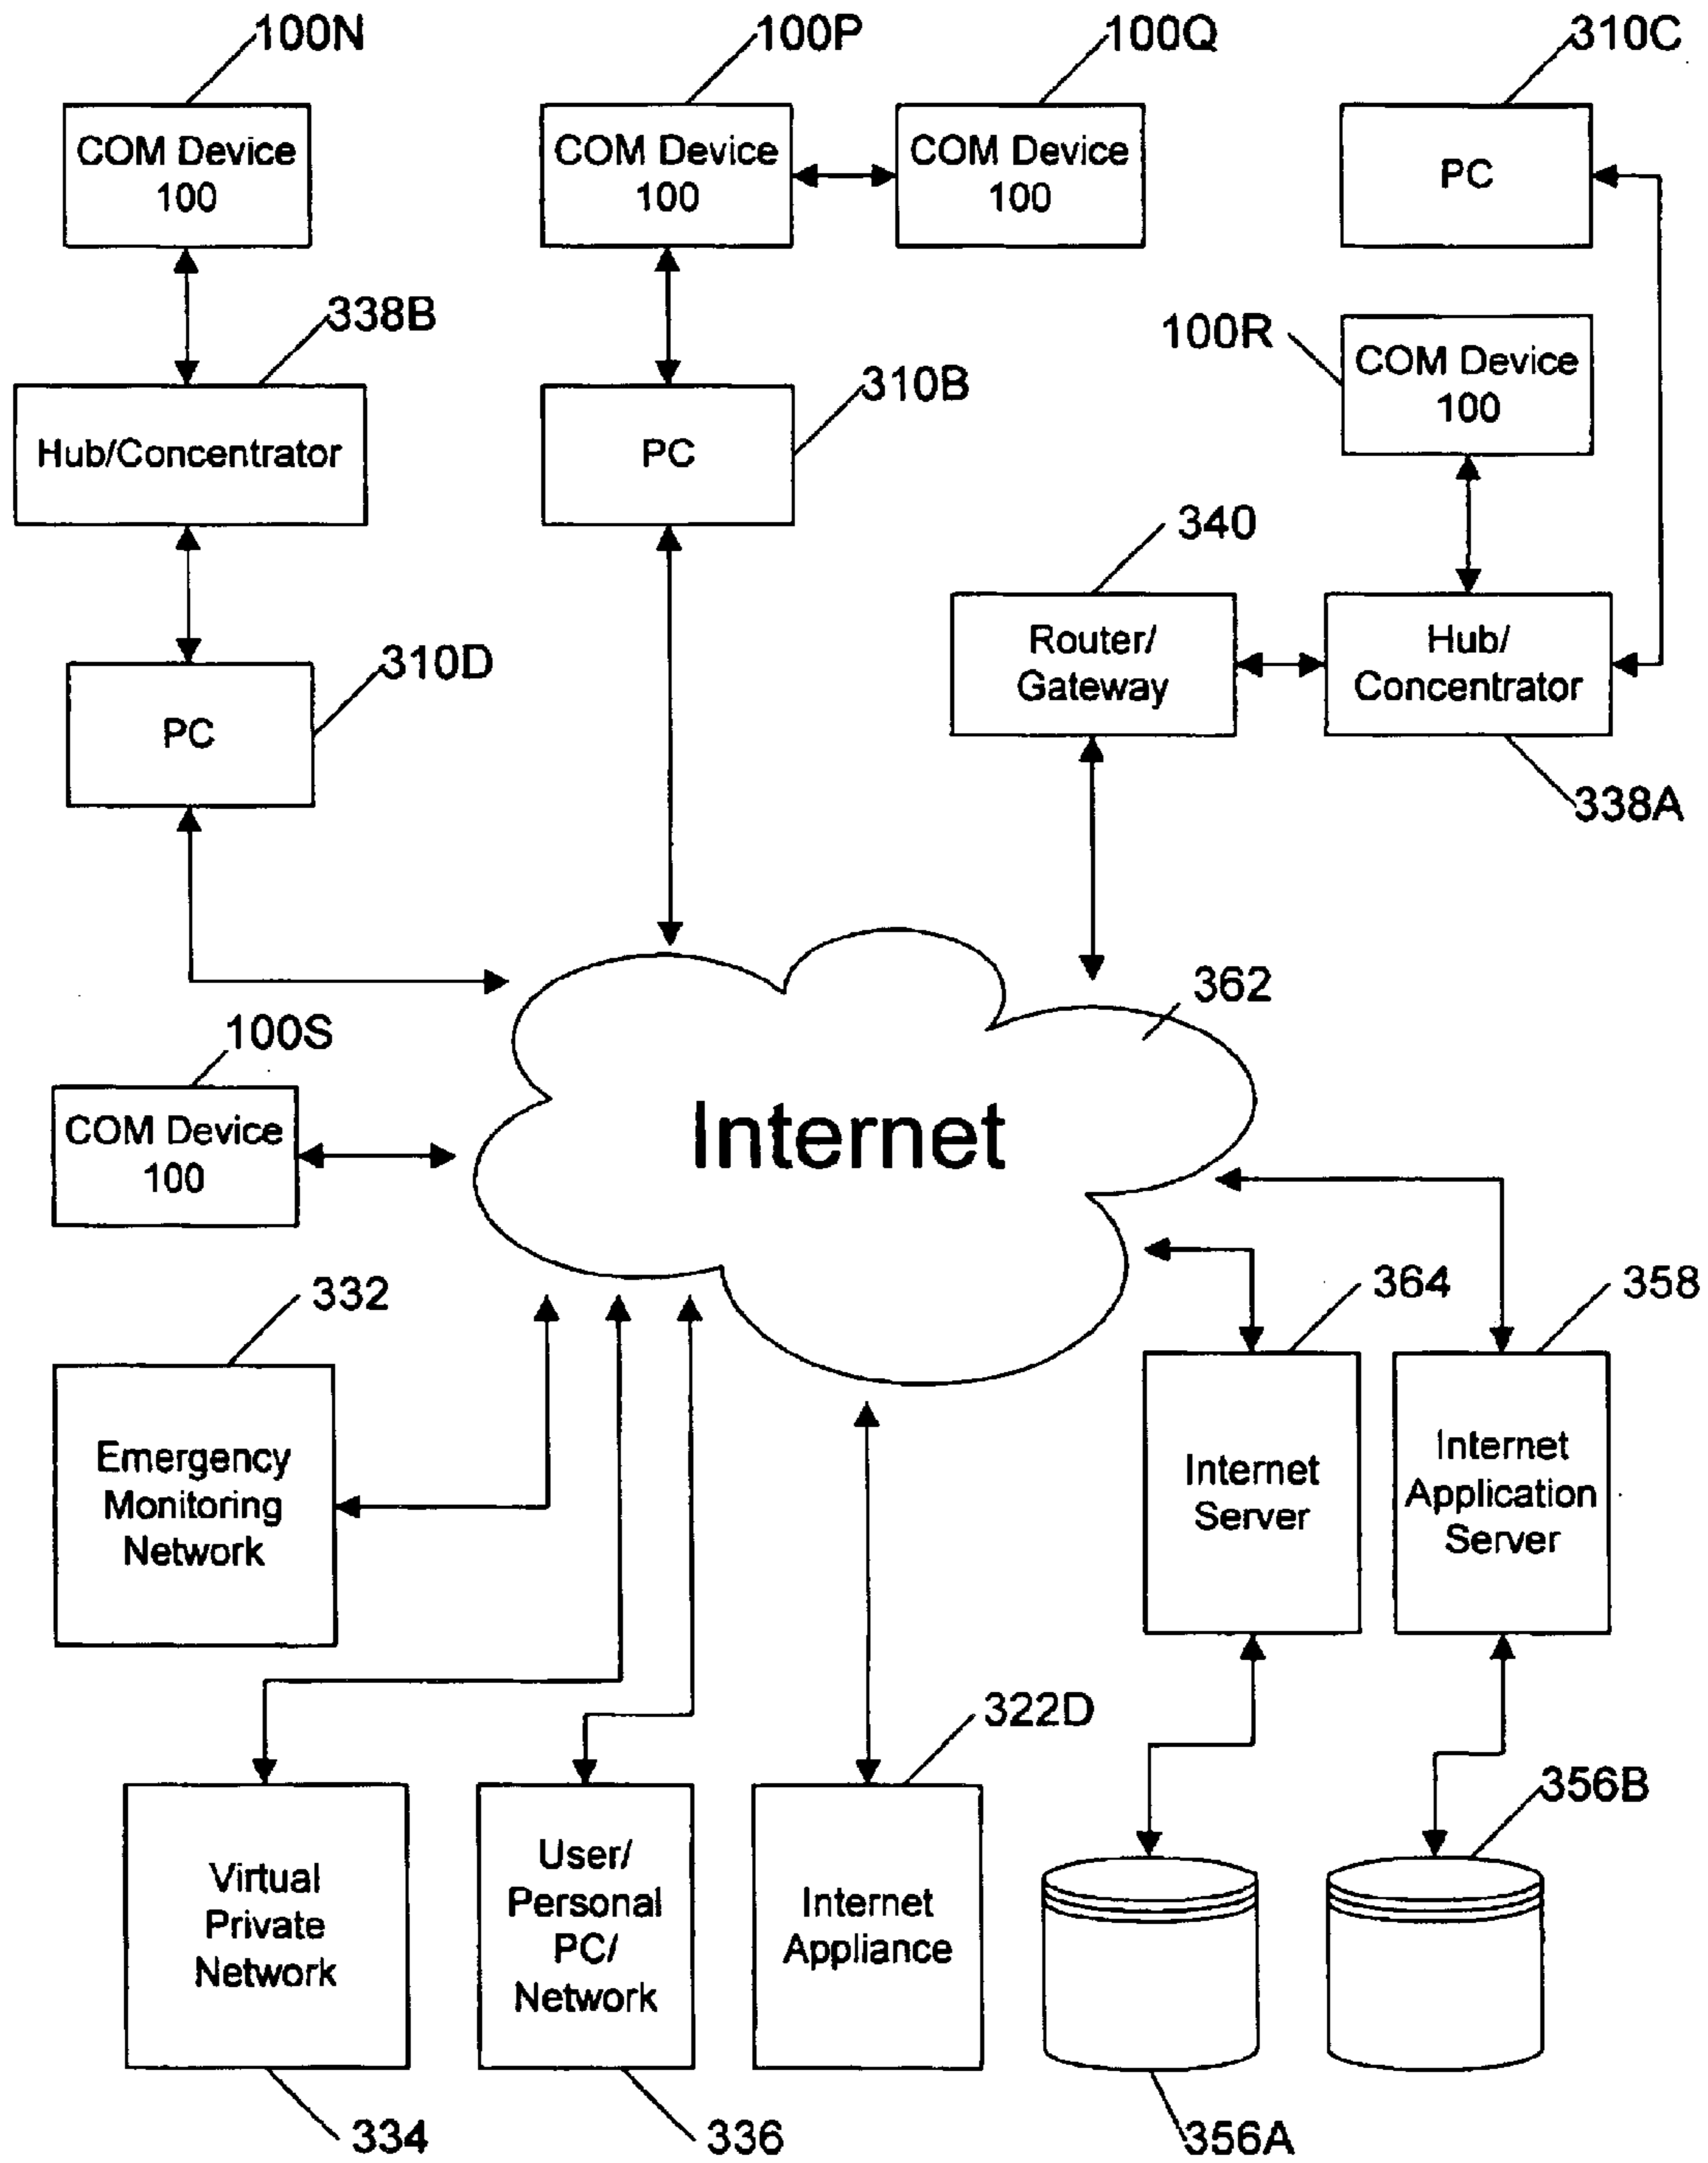 100N
100P
100Q
310C
COM Device
100
COM Device
100
COM Device
100
PC
338B
100R
COM Device
100
310B
Hub/Concentrator
PC
340
310D
Router/
Gateway
Hub/
Concentrator
PC
338A
362
100S
Internet
COM Device
100
332
364
358
Emergency
Monitoring
Network
Internet
Server
Internet
Application
Server
322D
356B
Virtual
Private
Network
User/
Personal
PC/
Network
Internet
Appliance
334
336
356A